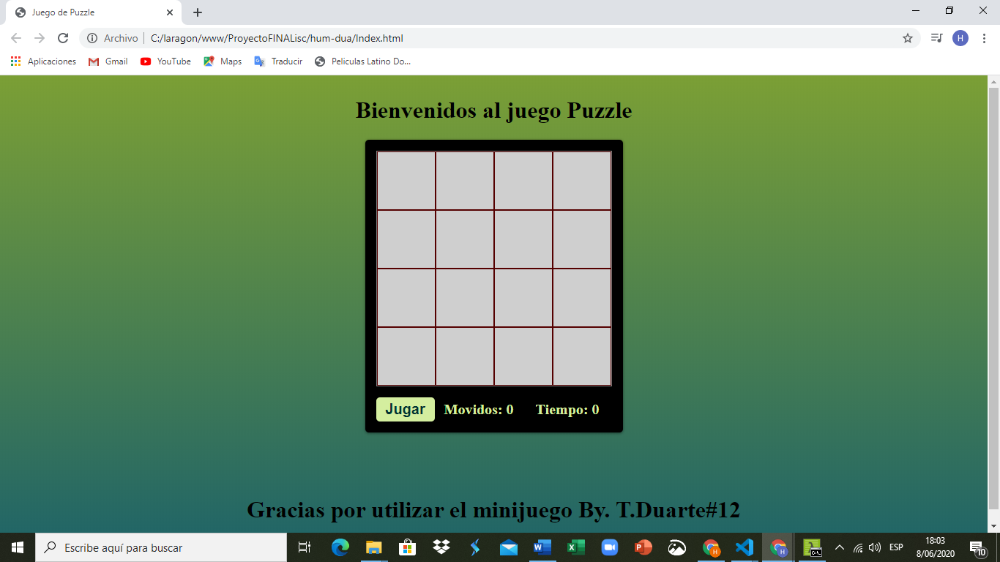 Juego de Puzzle
Archivo C:/laragon/www/ProyectoFINALisc/hum-dua/Index.html H
Aplicaciones Gmail YouTube Maps Traducir Peliculas Latino Do...
Bienvenidos al juego Puzzle
Jugar Movidos: 0 Tiempo: 0
Gracias por utilizar el minijuego By. T.Duarte#12
Escribe aquí para buscar ESP 18:03
8/06/2020 10